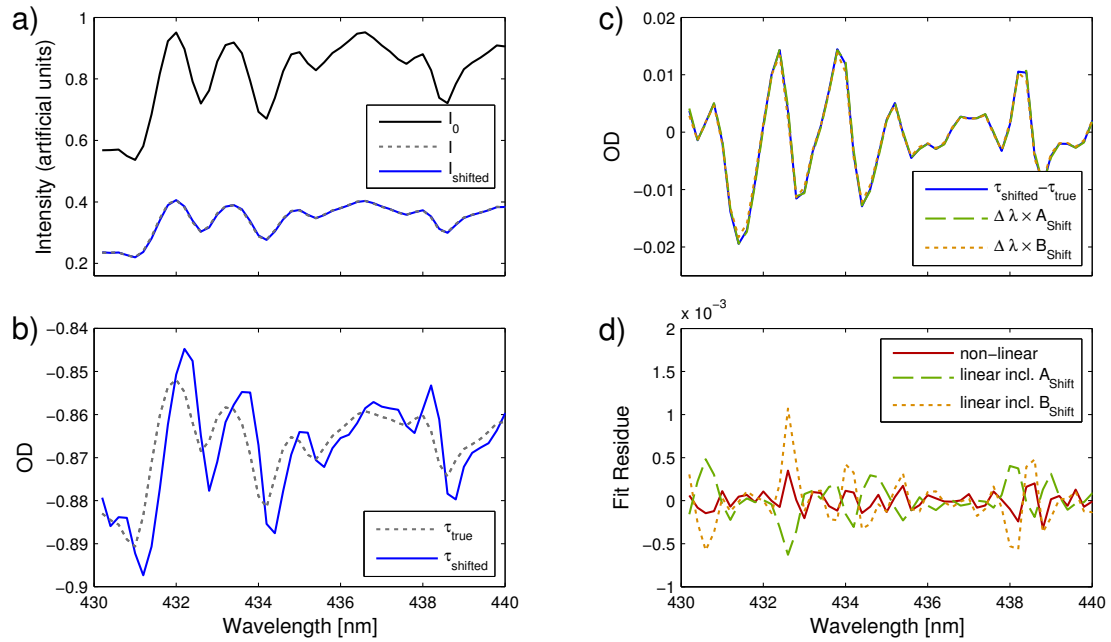 a)
Intensity (artificial units)
1
0.8
0.6
0.4
0.2
I0
I
Ishifted
430 432 434 436 438 440
b)
OD
−0.84
−0.85
−0.86
−0.87
−0.88
−0.89
−0.9
τtrue
τshifted
430 432 434 436 438 440
Wavelength [nm]
c)
OD
0.02
0.01
0
−0.01
−0.02
τshifted−τtrue
Δ λ × AShift
Δ λ × BShift
430 432 434 436 438 440
d)
Fit Residue
x 10−3
2
1.5
1
0.5
0
−0.5
−1
non−linear
linear incl. AShift
linear incl. BShift
430 432 434 436 438 440
Wavelength [nm]